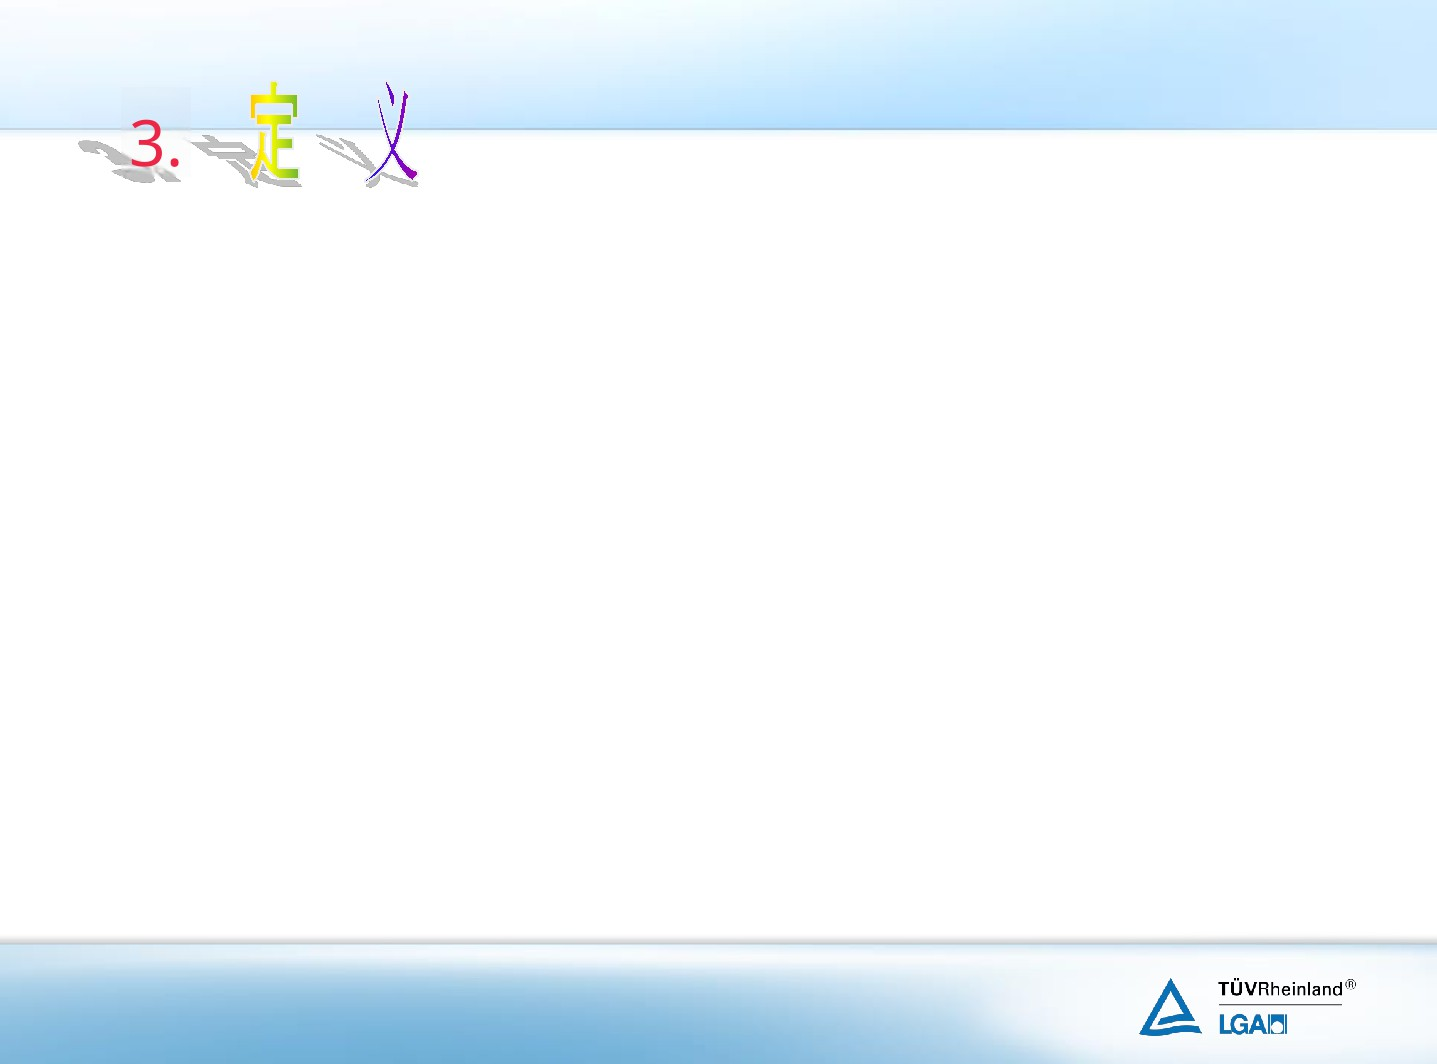 3. 定 义
TÜVRheinland®
LGA